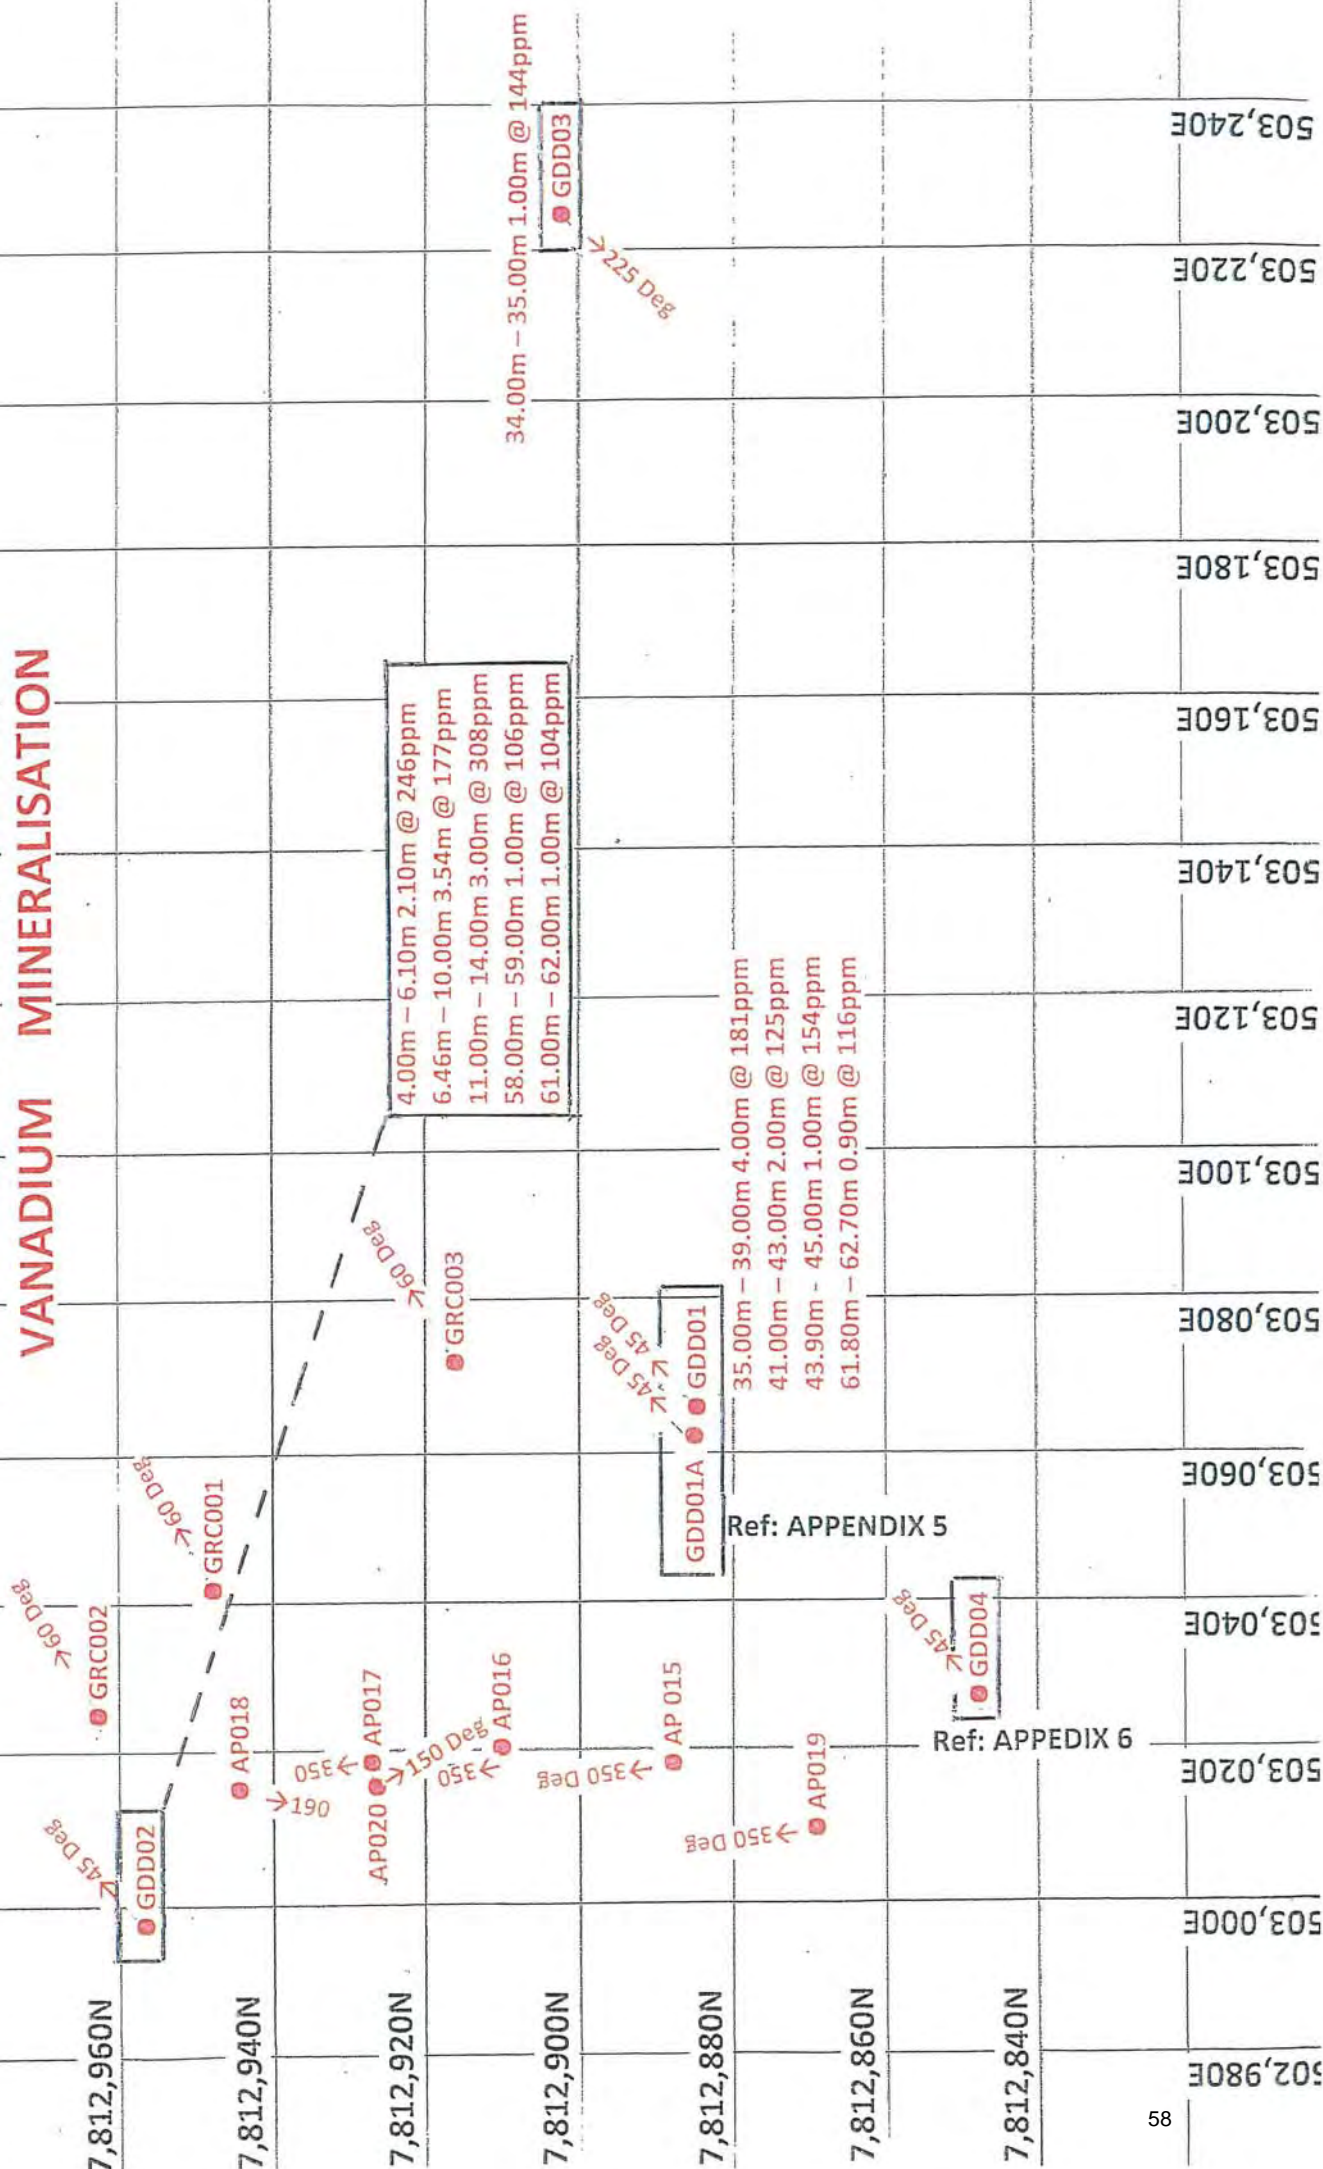 VANADIUM MINERALISATION
7,812,960N
7,812,940N
7,812,920N
7,812,900N
7,812,880N
7,812,860N
7,812,840N
45 Deg
GDD02
60 Deg
GRC002
60 Deg
GRC001
AP018
190
350
AP017
AP020
150 Deg
350
AP016
350 Deg
AP 015
350 Deg
AP019
60 Deg
GRC003
4.00m – 6.10m 2.10m @ 246ppm
6.46m – 10.00m 3.54m @ 177ppm
11.00m – 14.00m 3.00m @ 308ppm
58.00m – 59.00m 1.00m @ 106ppm
61.00m – 62.00m 1.00m @ 104ppm
34.00m – 35.00m 1.00m @ 144ppm
GDD03
225 Deg
45 Deg
45 Deg
GDD01A
GDD01
35.00m – 39.00m 4.00m @ 181ppm
41.00m – 43.00m 2.00m @ 125ppm
43.90m - 45.00m 1.00m @ 154ppm
61.80m – 62.70m 0.90m @ 116ppm
Ref: APPENDIX 5
45 Deg
GDD04
Ref: APPEDIX 6
502,980E
503,000E
503,020E
503,040E
503,060E
503,080E
503,100E
503,120E
503,140E
503,160E
503,180E
503,200E
503,220E
503,240E
58